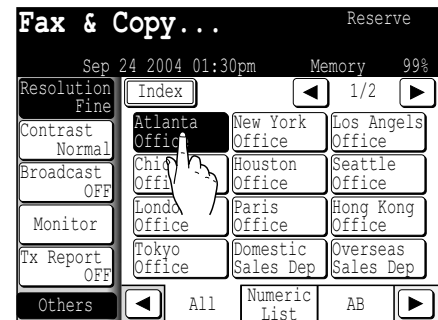 Fax & Copy...
Reserve
Sep 24 2004 01:30pm
Memory 99%
Resolution
Fine
Index
1/2
Contrast
Normal
Atlanta
Office
New York
Office
Los Angels
Office
Broadcast
OFF
Houston
Office
Seattle
Office
Monitor
Office
Paris
Office
Hong Kong
Office
Tx Report
OFF
Tokyo
Office
Domestic
Sales Dep
Overseas
Sales Dep
Others
All
Numeric
List
AB